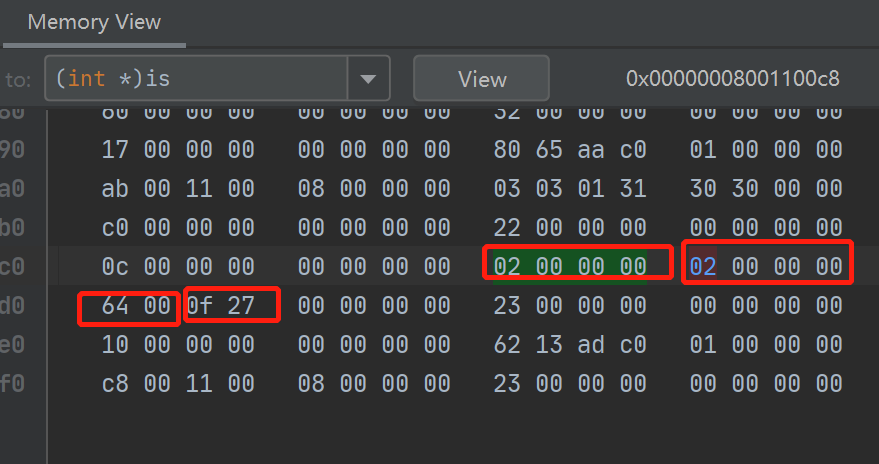 Memory View
to: (int *)is View 0x00000008001100c8
60 00 00 00 00 00 00 00 32 00 00 00 00 00 00 00
90 17 00 00 00 00 00 00 00 80 65 aa c0 01 00 00 00
a0 ab 00 11 00 08 00 00 00 03 03 01 31 30 30 00 00
b0 c0 00 00 00 00 00 00 00 22 00 00 00 00 00 00 00
c0 0c 00 00 00 00 00 00 00 02 00 00 00 02 00 00 00
d0 64 00 0f 27 00 00 00 00 23 00 00 00 00 00 00 00
e0 10 00 00 00 00 00 00 00 62 13 ad c0 01 00 00 00
f0 c8 00 11 00 08 00 00 00 23 00 00 00 00 00 00 00